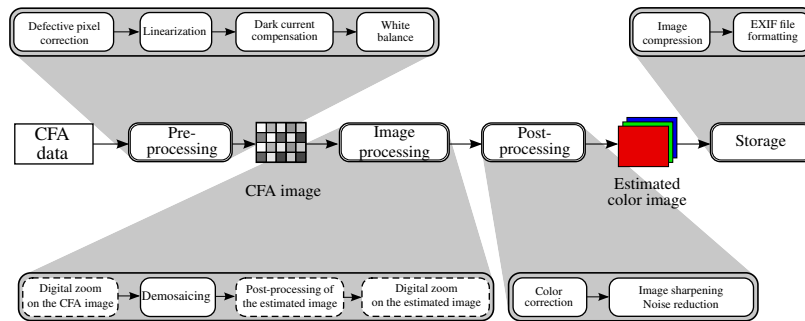 Defective pixel
correction
Linearization
Dark current
compensation
White
balance
Image
compression
EXIF file
formatting
CFA
data
Pre-
processing
CFA image
Image
processing
Post-
processing
Estimated
color image
Storage
Digital zoom
on the CFA image
Demosaicing
Post-processing of
the estimated image
Digital zoom
on the estimated image
Color
correction
Image sharpening
Noise reduction